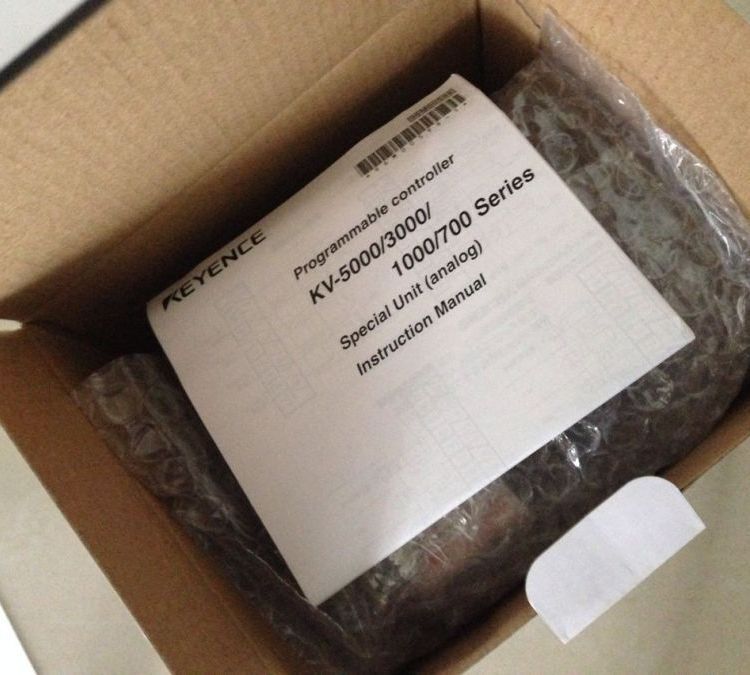 KEYENCE
Programmable controller
KV-5000/3000/
1000/700 Series
Special Unit (analog)
Instruction Manual